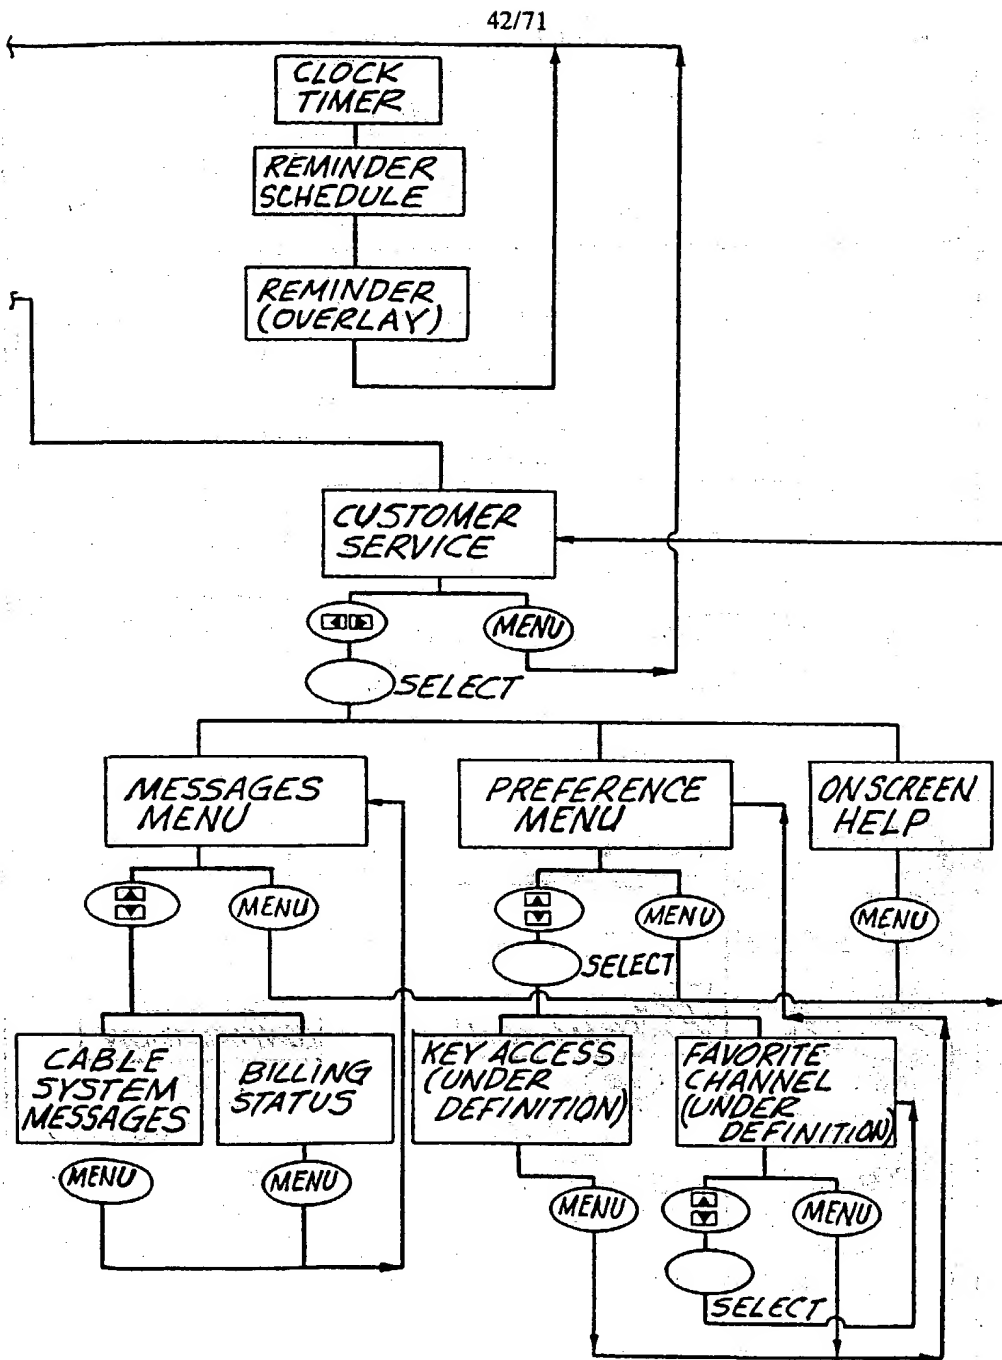 42/71
CLOCK
TIMER
REMINDER
SCHEDULE
REMINDER
(OVERLAY)
CUSTOMER
SERVICE
MENU
SELECT
MESSAGES
MENU
PREFERENCE
MENU
ON SCREEN
HELP
MENU
MENU
MENU
SELECT
CABLE
SYSTEM
MESSAGES
BILLING
STATUS
KEY ACCESS
(UNDER
DEFINITION)
FAVORITE
CHANNEL
(UNDER
DEFINITION)
MENU
MENU
MENU
MENU
SELECT